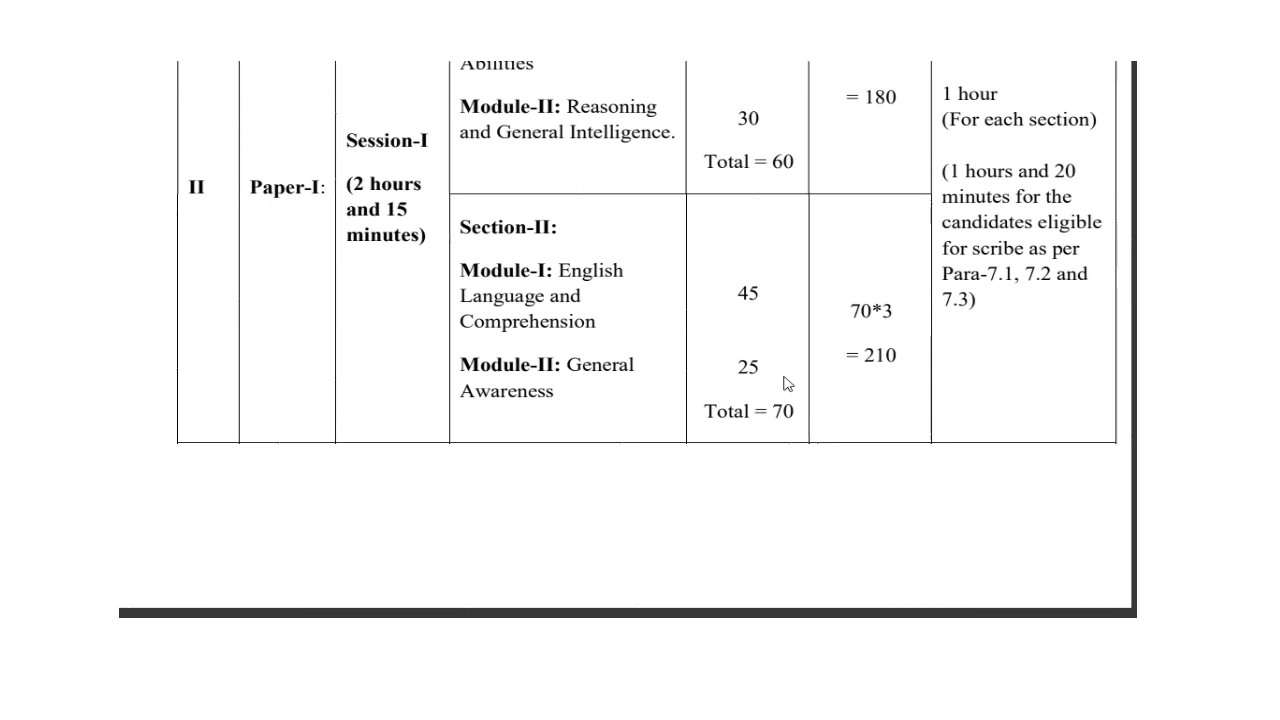 Abilities
Module-II: Reasoning
and General Intelligence.
30
Total = 60
= 180
1 hour
(For each section)
(1 hours and 20
minutes for the
candidates eligible
for scribe as per
Para-7.1, 7.2 and
7.3)
II
Paper-I:
Session-I
(2 hours
and 15
minutes)
Section-II:
Module-I: English
Language and
Comprehension
45
Module-II: General
Awareness
25
Total = 70
70*3
= 210